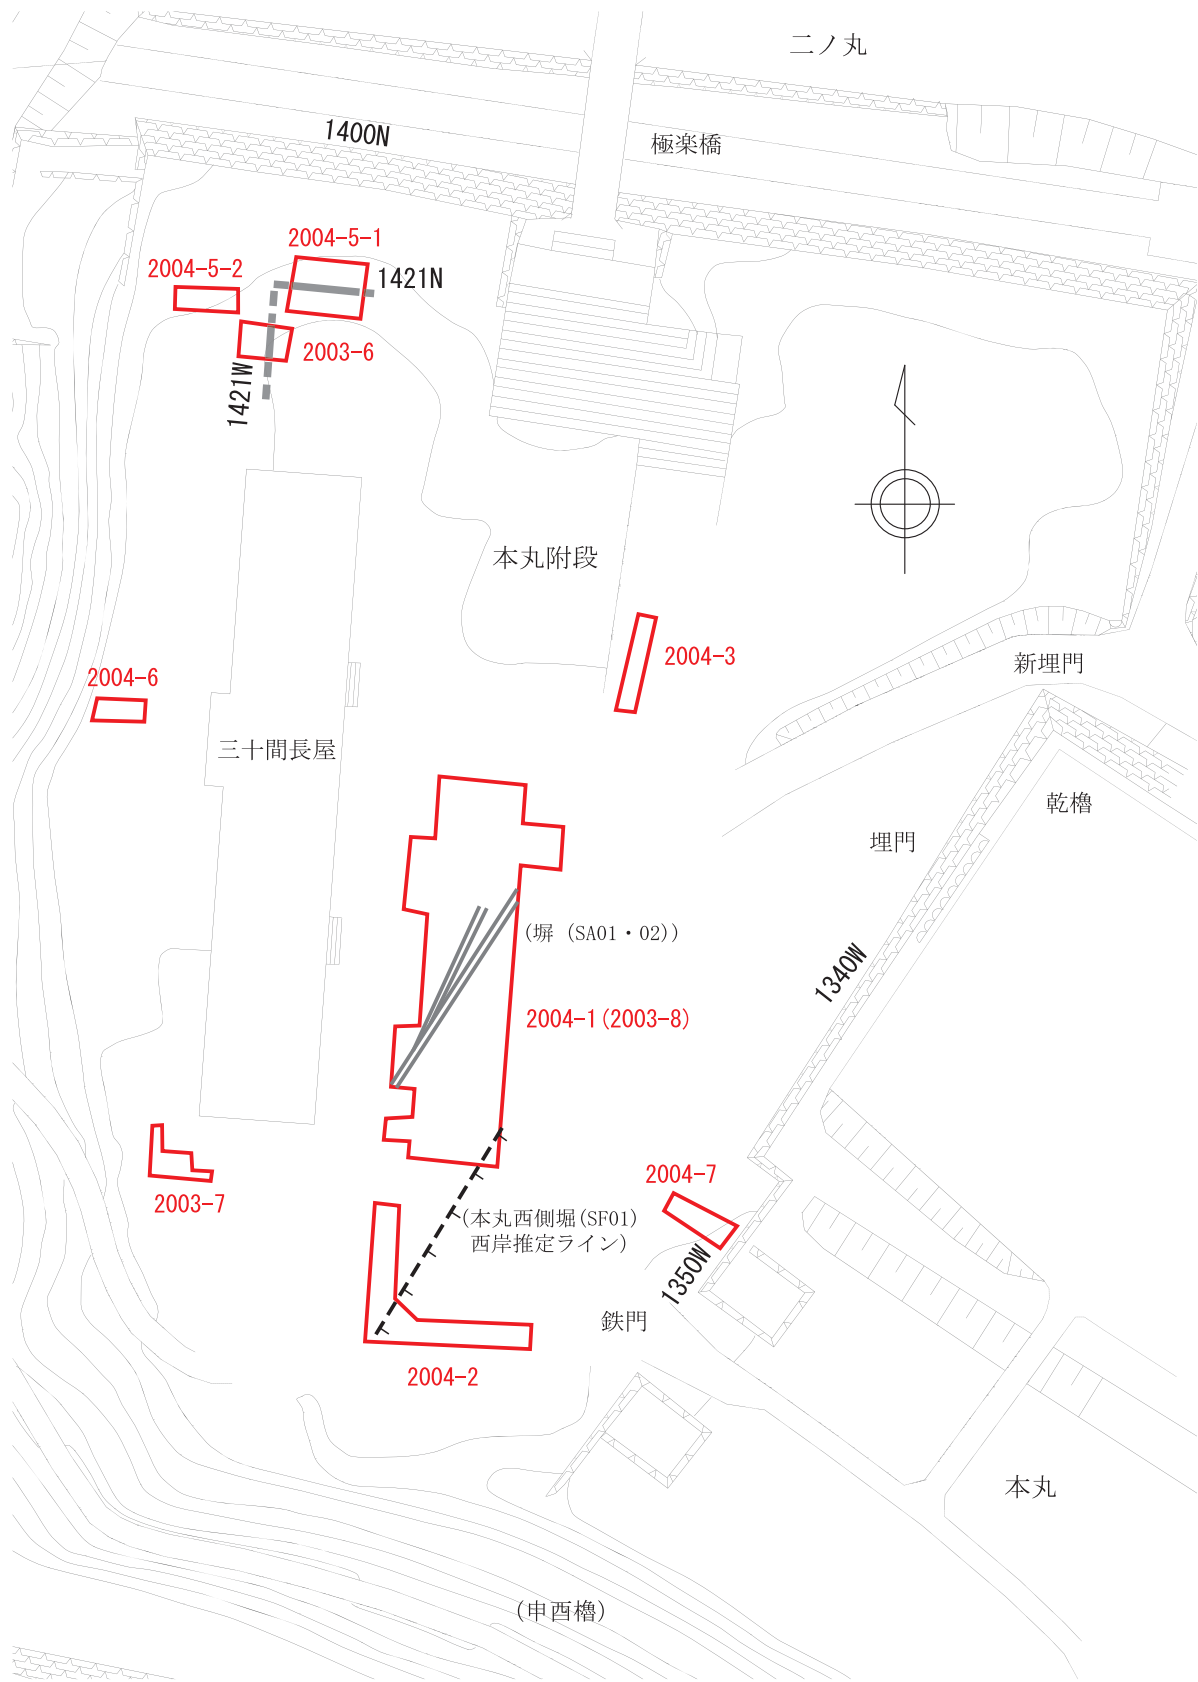 二ノ丸
1400N
極楽橋
2004-5-1
2004-5-2
1421N
2003-6
1421W
本丸附段
2004-3
新埋門
2004-6
三十間長屋
乾櫓
埋門
(塀 (SA01・02))
1340W
2004-1(2003-8)
2004-7
2003-7
(本丸西側堀(SF01)
西岸推定ライン)
1350W
鉄門
2004-2
本丸
(申酉櫓)